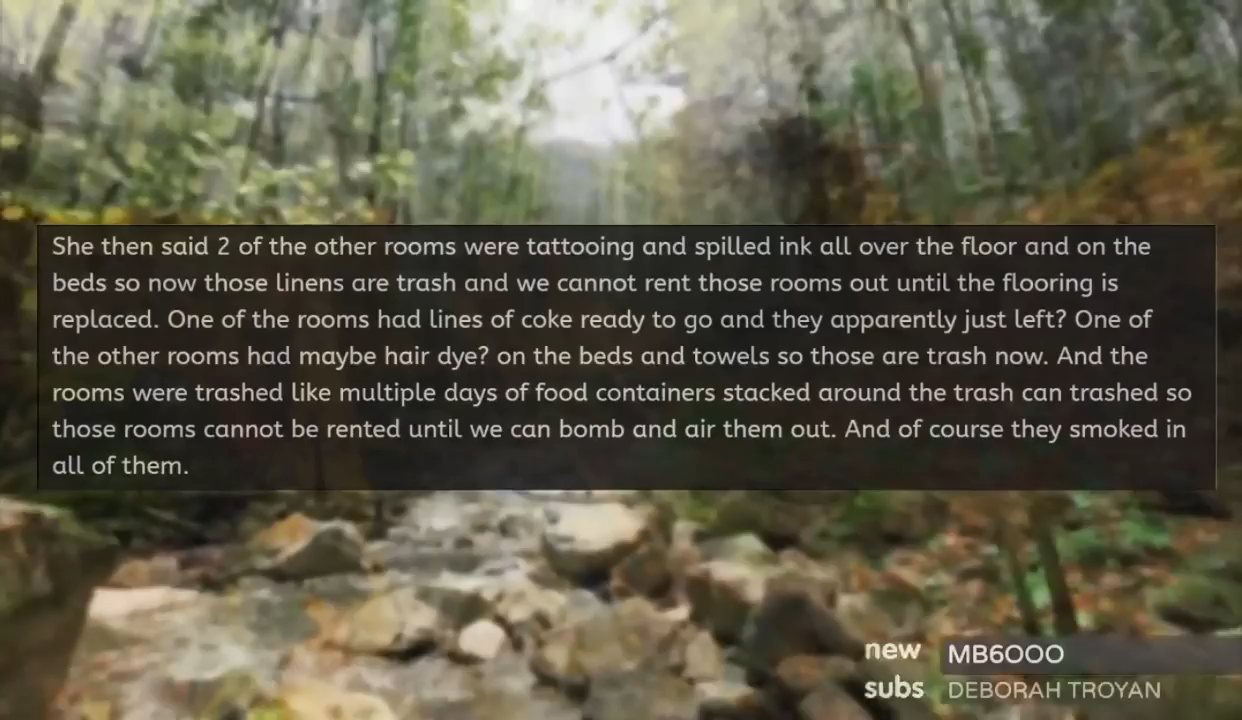 She then said 2 of the other rooms were tattooing and spilled ink all over the floor and on the
beds so now those linens are trash and we cannot rent those rooms out until the flooring is
replaced. One of the rooms had lines of coke ready to go and they apparently just left? One of
the other rooms had maybe hair dye? on the beds and towels so those are trash now. And the
rooms were trashed like multiple days of food containers stacked around the trash can trashed so
those rooms cannot be rented until we can bomb and air them out. And of course they smoked in
all of them.
new MB6000
subs DEBORAH TROYAN